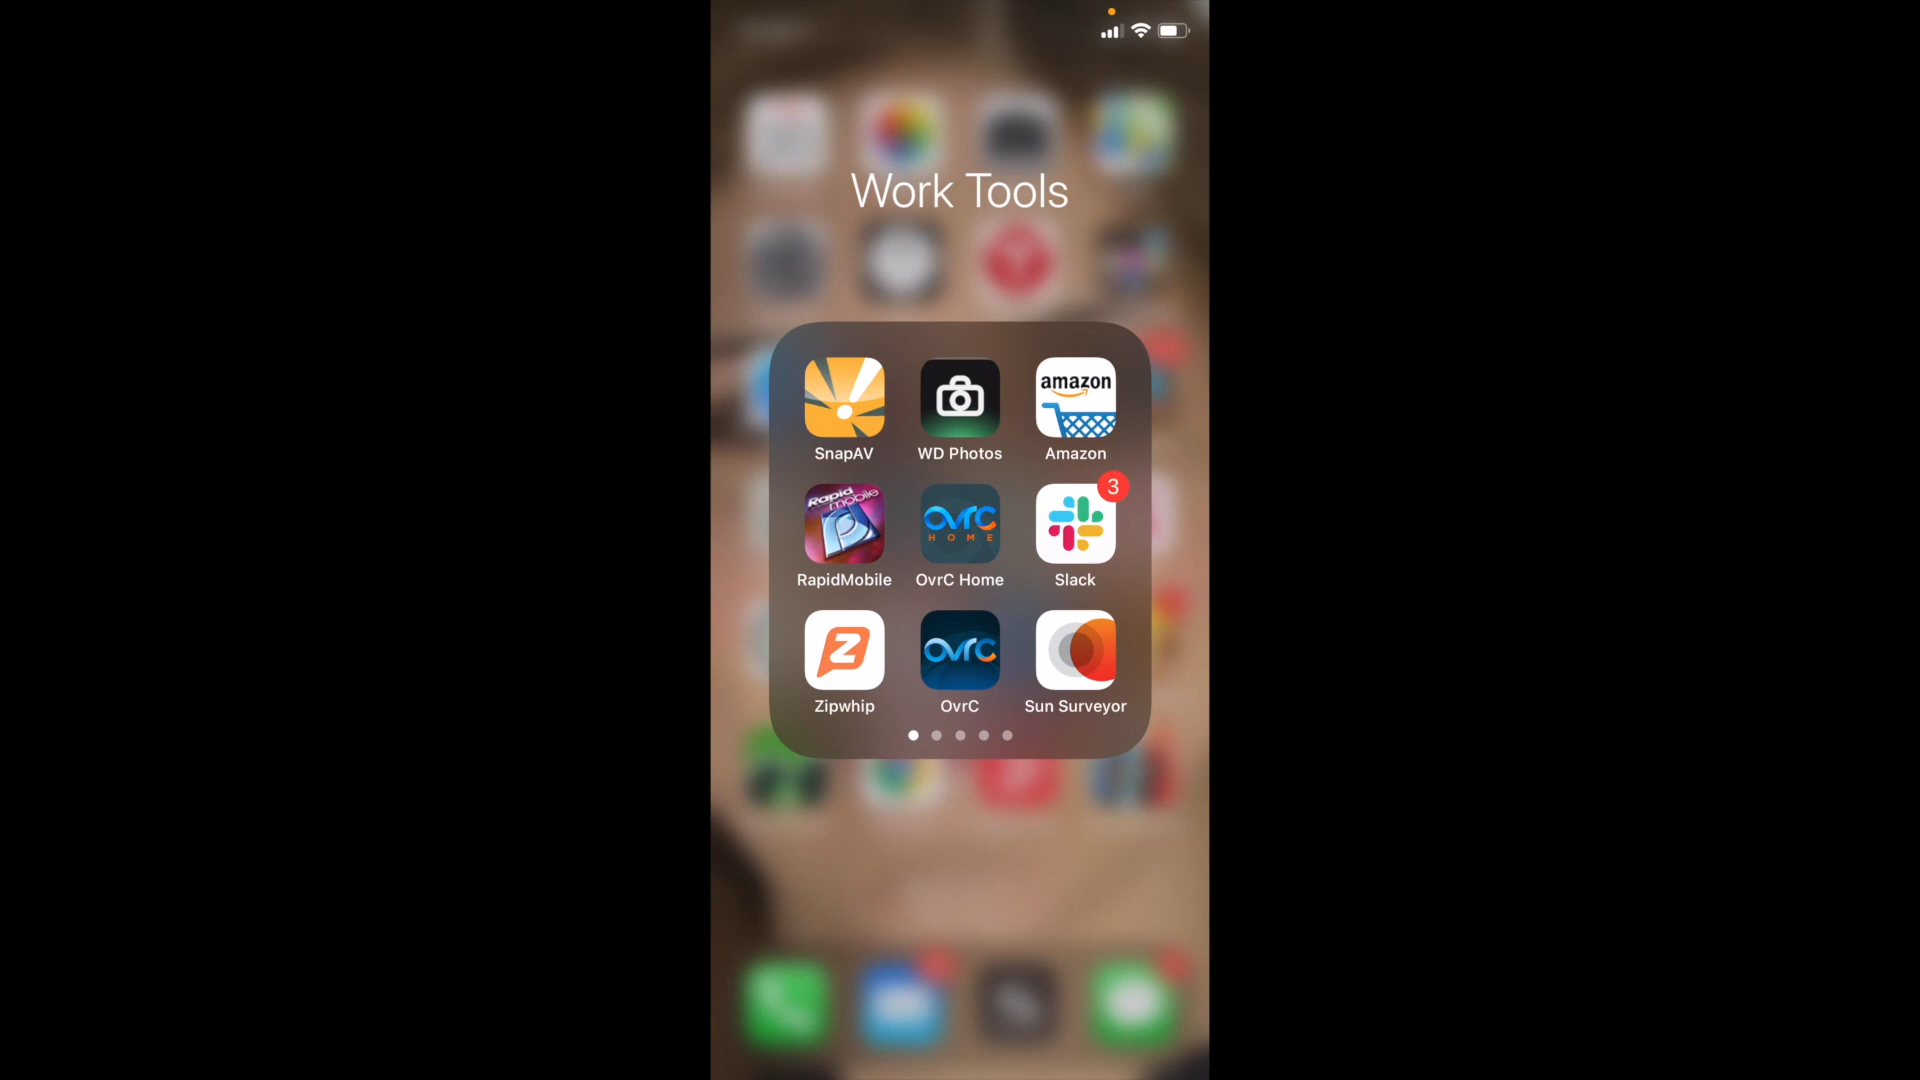 Work Tools
amazon
SnapAV WD Photos Amazon
Rapid mobile
ovrc HOME
3
RapidMobile OvrC Home Slack
Z
ovrc
Zipwhip OvrC Sun Surveyor